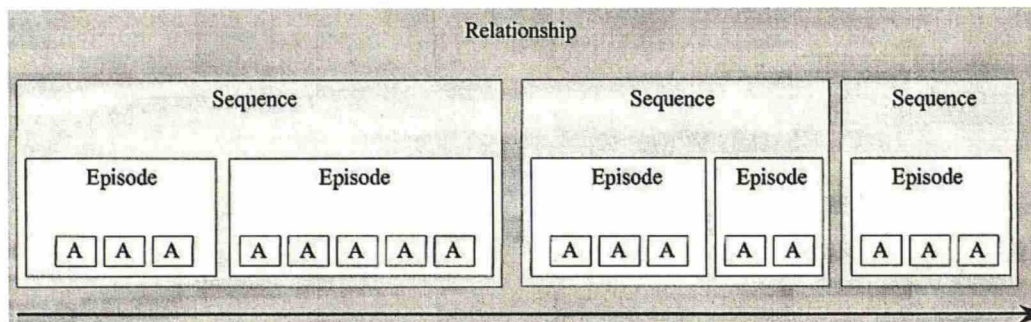 Relationship
Sequence Sequence Sequence
Episode Episode Episode Episode Episode
A A A A A A A A A A A A A A A A